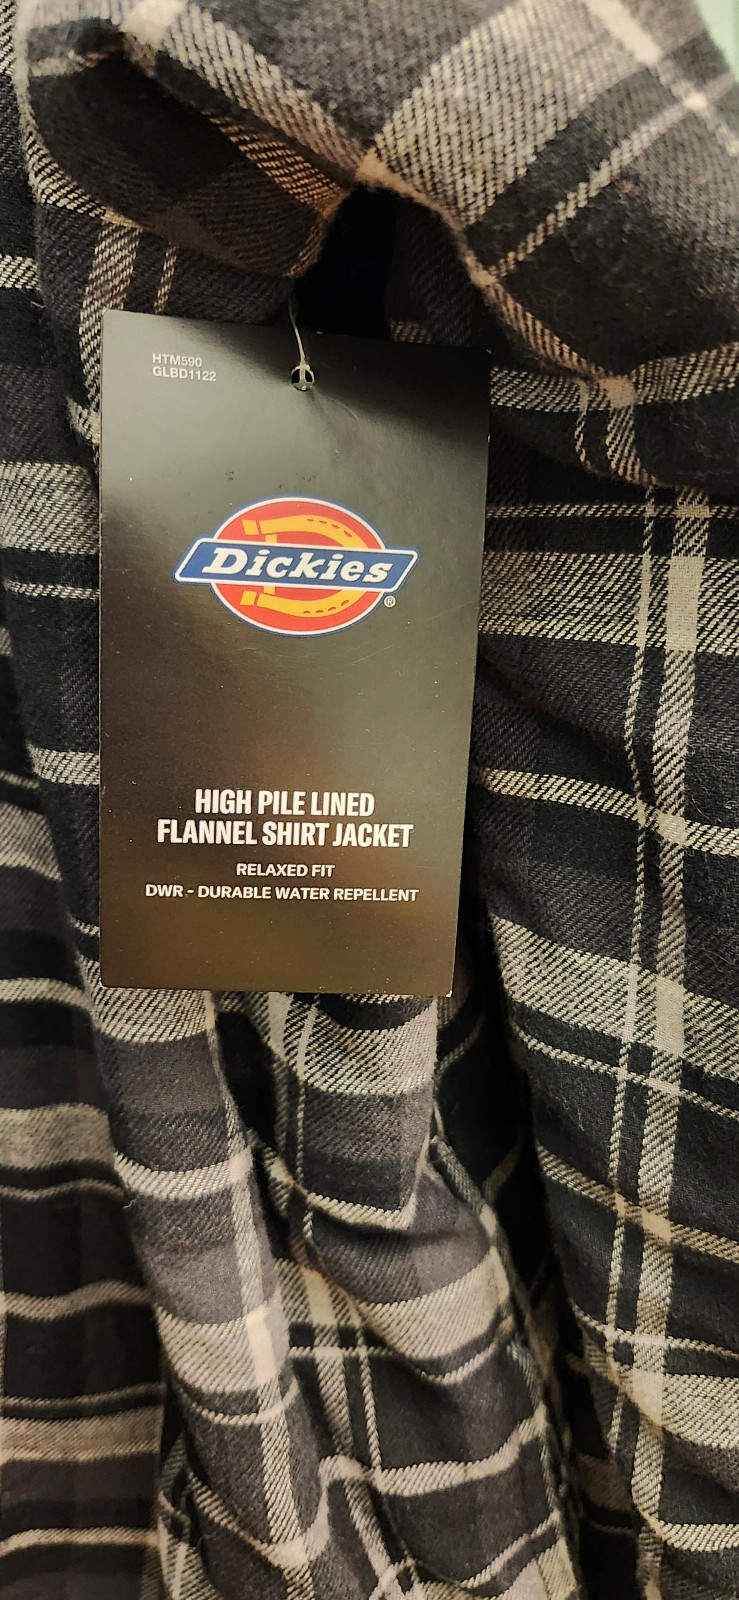 HTM590
GLBD1122
Dickies
®
HIGH PILE LINED
FLANNEL SHIRT JACKET
RELAXED FIT
DWR - DURABLE WATER REPELLENT